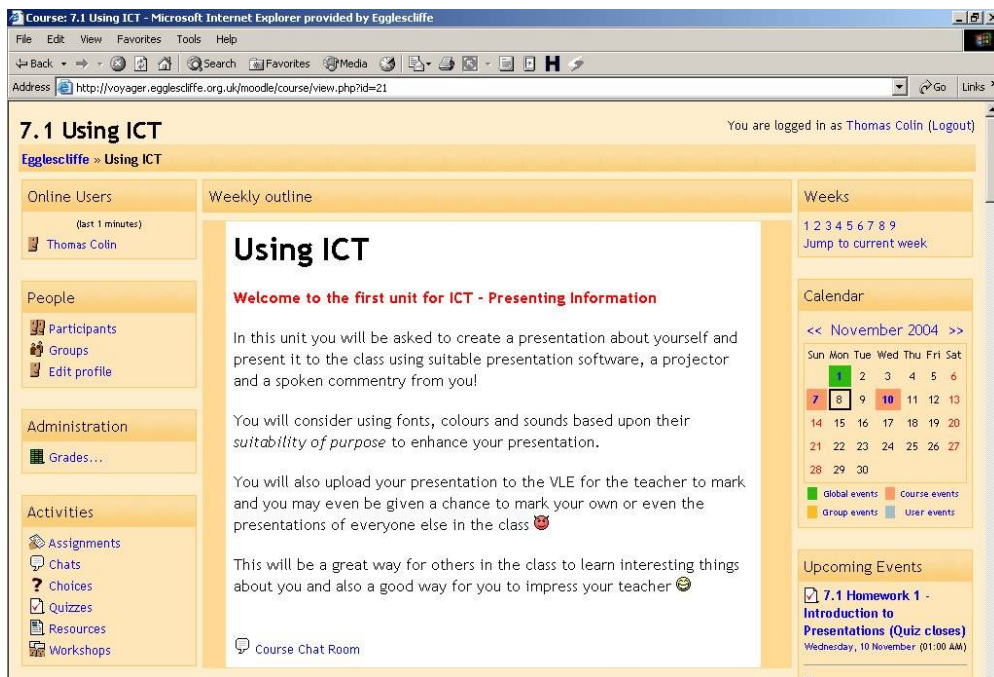 Course: 7.1 Using ICT - Microsoft Internet Explorer provided by Egglescliffe
File Edit View Favorites Tools Help
Back Search Favorites Media H
Address http://voyager.egglescliffe.org.uk/moodle/course/view.php?id=21 Go Links
7.1 Using ICT
You are logged in as Thomas Colin (Logout)
Egglescliffe » Using ICT
Online Users
(last 1 minutes)
Thomas Colin
People
Participants
Groups
Edit profile
Administration
Grades...
Activities
Assignments
Chats
Choices
Quizzes
Resources
Workshops
Weekly outline
Using ICT
Welcome to the first unit for ICT - Presenting Information
In this unit you will be asked to create a presentation about yourself and
present it to the class using suitable presentation software, a projector
and a spoken commentry from you!
You will consider using fonts, colours and sounds based upon their
suitability of purpose to enhance your presentation.
You will also upload your presentation to the VLE for the teacher to mark
and you may even be given a chance to mark your own or even the
presentations of everyone else in the class
This will be a great way for others in the class to learn interesting things
about you and also a good way for you to impress your teacher
Course Chat Room
Weeks
1 2 3 4 5 6 7 8 9
Jump to current week
Calendar
<< November 2004 >>
Sun Mon Tue Wed Thu Fri Sat
1 2 3 4 5 6
7 8 9 10 11 12 13
14 15 16 17 18 19 20
21 22 23 24 25 26 27
28 29 30
Global events Course events
Group events User events
Upcoming Events
7.1 Homework 1 -
Introduction to
Presentations (Quiz closes)
Wednesday, 10 November (01:00 AM)